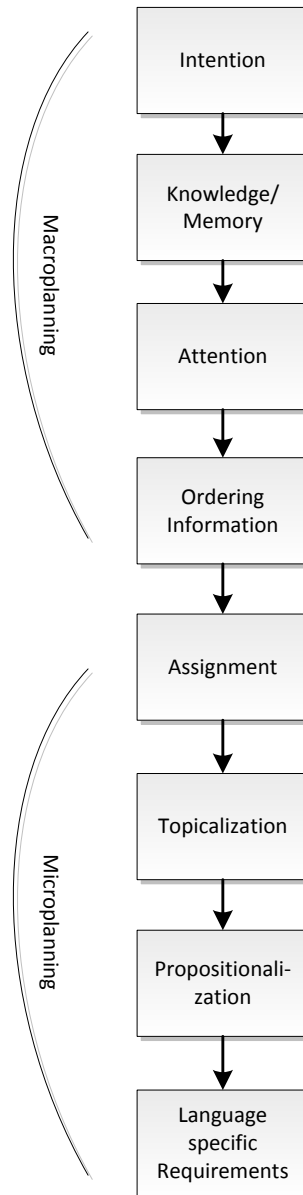 Intention
Knowledge/
Memory
Macroplanning
Attention
Ordering
Information
Assignment
Topicalization
Microplanning
Propositionali-
zation
Language
specific
Requirements